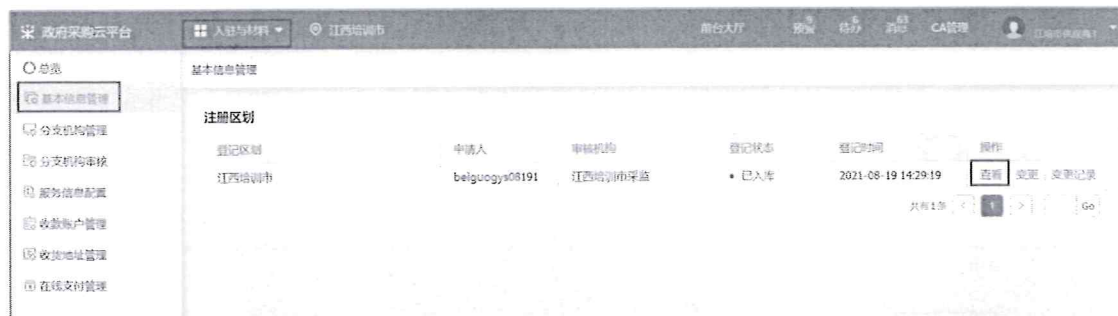 政府采购云平台 入驻与材料 江西培训市 前台大厅 预警 9 待办 6 消息 63 CA管理
总览
基本信息管理
基本信息管理
分支机构管理
分支机构审核
服务信息配置
收款账户管理
收货地址管理
在线支付管理
注册区划
登记区划 申请人 审核机构 登记状态 登记时间 操作
江西培训市 beiguogys08191 江西培训市采监 • 已入库 2021-08-19 14:29:19 查看 变更 变更记录
共有1条 < 1 > Go